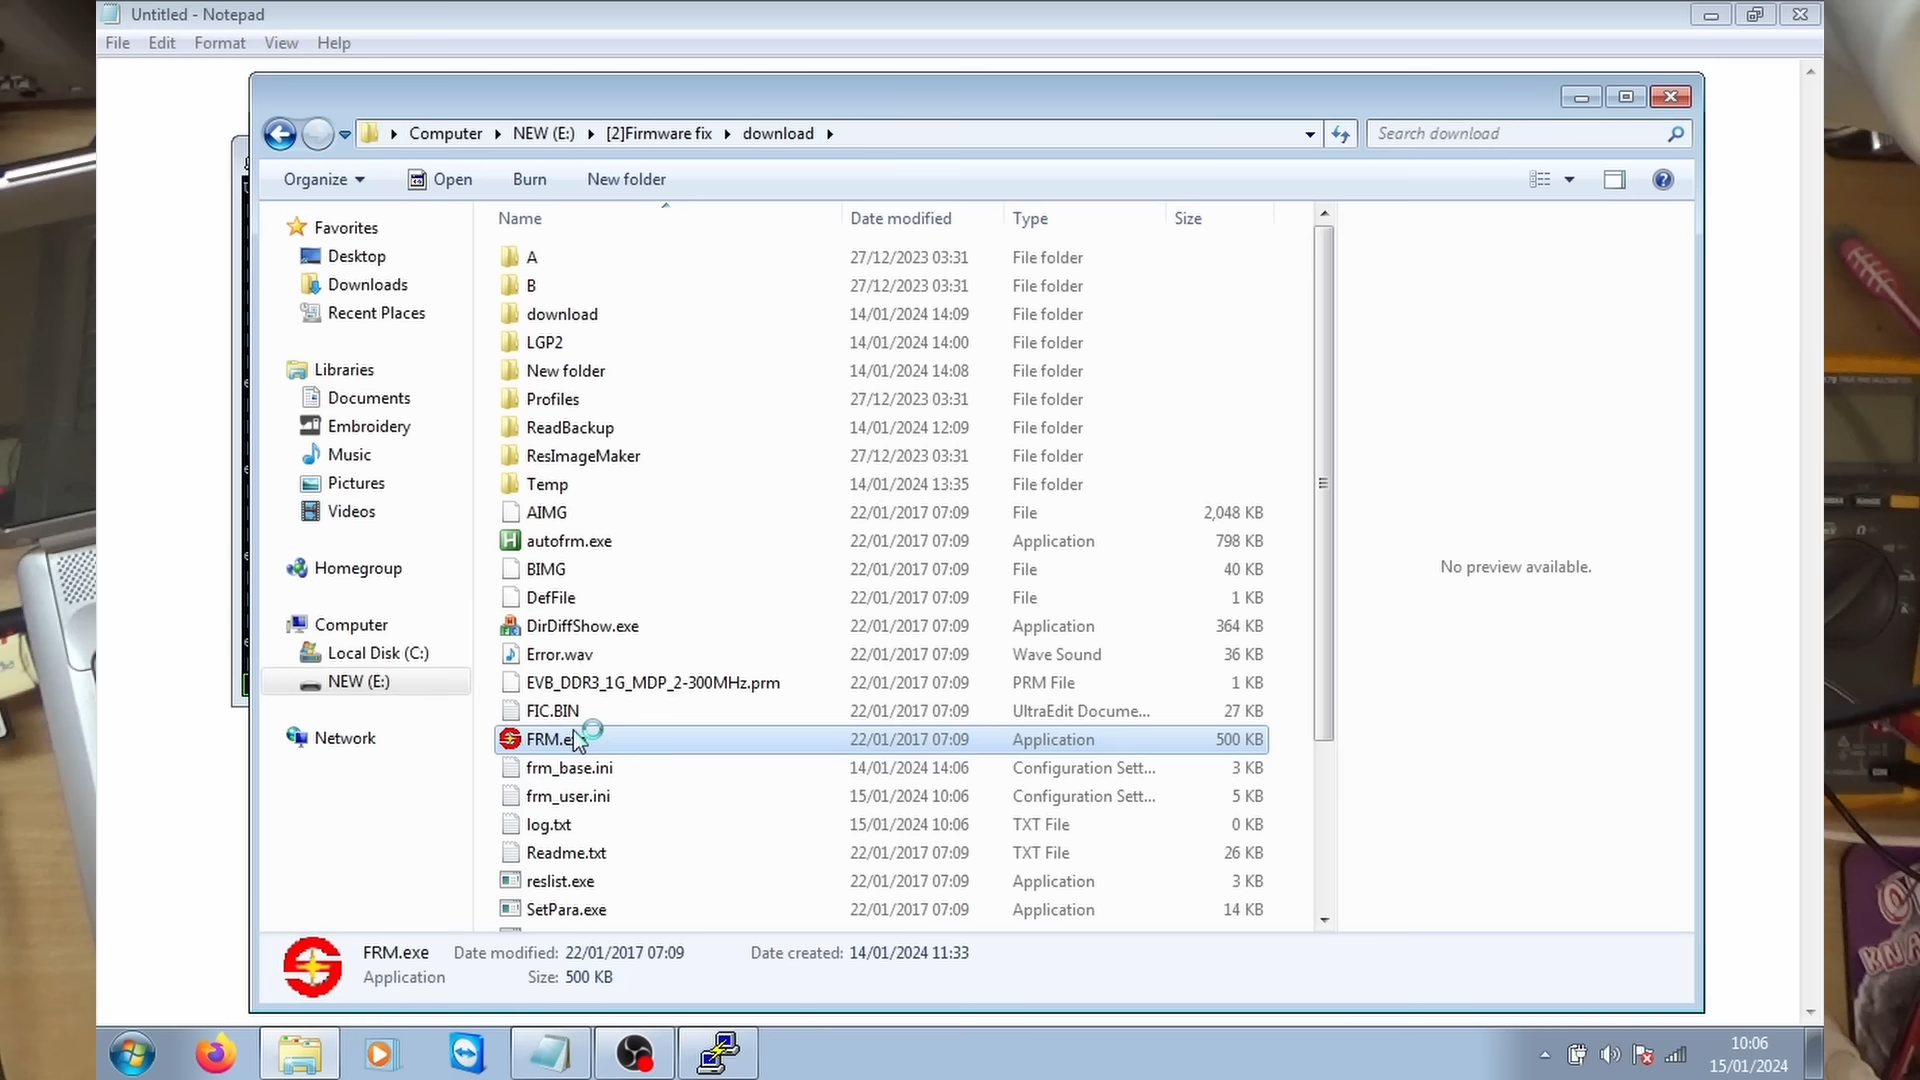 Untitled - Notepad
File Edit Format View Help
Computer NEW (E:) [2]Firmware fix download
Search download
Organize Open Burn New folder
Name Date modified Type Size
Favorites
Desktop
Downloads
Recent Places
Libraries
Documents
Embroidery
Music
Pictures
Videos
Homegroup
Computer
Local Disk (C:)
NEW (E:)
Network
A 27/12/2023 03:31 File folder
B 27/12/2023 03:31 File folder
download 14/01/2024 14:09 File folder
LGP2 14/01/2024 14:00 File folder
New folder 14/01/2024 14:08 File folder
Profiles 27/12/2023 03:31 File folder
ReadBackup 14/01/2024 12:09 File folder
ResImageMaker 27/12/2023 03:31 File folder
Temp 14/01/2024 13:35 File folder
AIMG 22/01/2017 07:09 File 2,048 KB
autofrm.exe 22/01/2017 07:09 Application 798 KB
BIMG 22/01/2017 07:09 File 40 KB
DefFile 22/01/2017 07:09 File 1 KB
DirDiffShow.exe 22/01/2017 07:09 Application 364 KB
Error.wav 22/01/2017 07:09 Wave Sound 36 KB
EVB_DDR3_1G_MDP_2-300MHz.prm 22/01/2017 07:09 PRM File 1 KB
FIC.BIN 22/01/2017 07:09 UltraEdit Docume... 27 KB
FRM.exe 22/01/2017 07:09 Application 500 KB
frm_base.ini 14/01/2024 14:06 Configuration Sett... 3 KB
frm_user.ini 15/01/2024 10:06 Configuration Sett... 5 KB
log.txt 15/01/2024 10:06 TXT File 0 KB
Readme.txt 22/01/2017 07:09 TXT File 26 KB
reslist.exe 22/01/2017 07:09 Application 3 KB
SetPara.exe 22/01/2017 07:09 Application 14 KB
No preview available.
FRM.exe Date modified: 22/01/2017 07:09 Date created: 14/01/2024 11:33
Application Size: 500 KB
10:06
15/01/2024